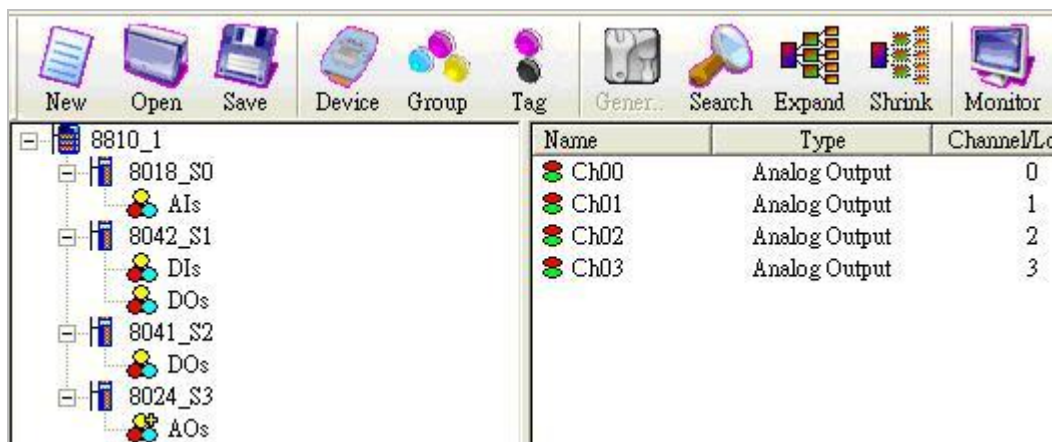 New Open Save Device Group Tag Gener... Search Expand Shrink Monitor
8810_1
8018_S0
AIs
8042_S1
DIs
DOs
8041_S2
DOs
8024_S3
AOs
Name Type Channel/Lo
Ch00 Analog Output 0
Ch01 Analog Output 1
Ch02 Analog Output 2
Ch03 Analog Output 3